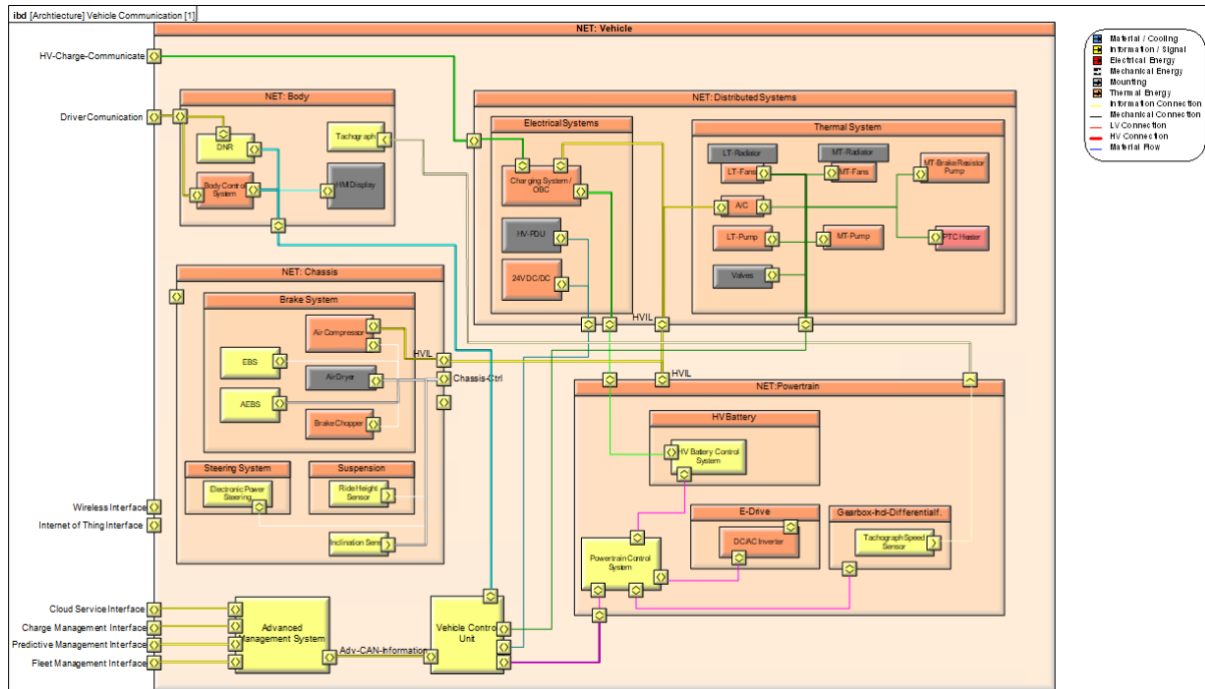 ibd [Archtiecture] Vehicle Communication [1]
NET: Vehicle
HV-Charge-Communicate
Driver Comunication
Wireless Interface
Internet of Thing Interface
Cloud Service Interface
Charge Management Interface
Predictive Management Interface
Fleet Management Interface
NET: Body
DNR
Tachograph
Body Control
System
HMI Display
NET: Chassis
Brake System
Air Compressor
EBS
Air Dryer
AEBS
Brake Chopper
HVIL
Chassis-Ctrl
Steering System
Electronic Power
Steering
Suspension
Ride Height
Sensor
Inclination Sens
Advanced
Management System
Adv-CAN-Information
Vehicle Control
Unit
NET: Distributed Systems
Electrical Systems
Charging System /
OBC
HV-PDU
24V DC/DC
HVIL
Thermal System
LT-Radiator
LT-Fans
MT-Radiator
MT-Fans
MT-Brake Resistor
Pump
A/C
LT-Pump
MT-Pump
PTC Heater
Valves
HVIL
NET:Powertrain
HV Battery
HV Battery Control
System
E-Drive
DCAC Inverter
Gearbox-Incl-Differentialf.
Tachograph Speed
Sensor
Powertrain Control
System
Material / Cooling
Information / Signal
Electrical Energy
Mechanical Energy
Mounting
Thermal Energy
Information Connection
Mechanical Connection
LV Connection
HV Connection
Material Flow